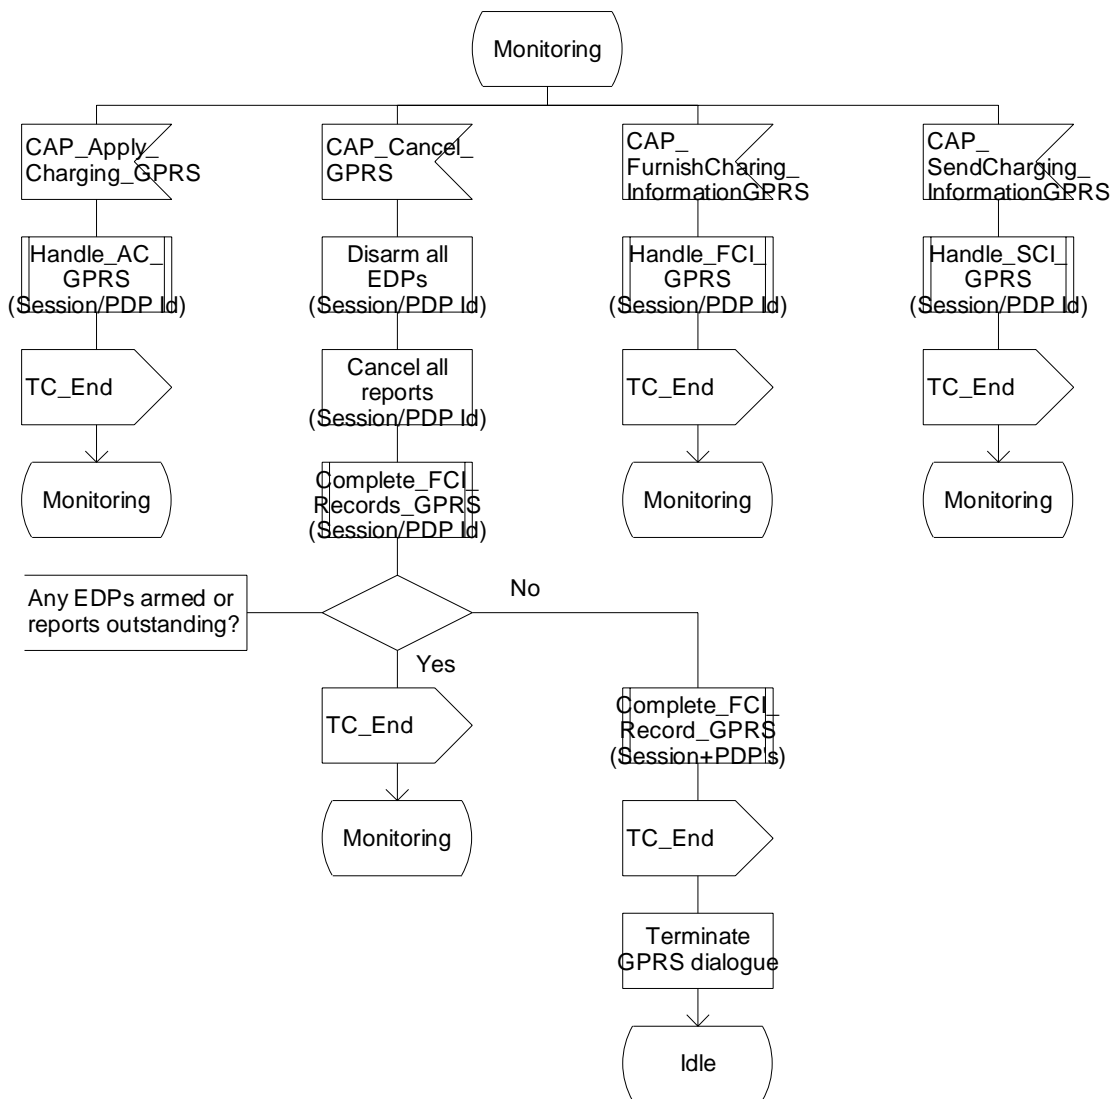 Monitoring
CAP_Apply_
Charging_GPRS
CAP_Cancel_
GPRS
CAP_
FurnishCharing_
InformationGPRS
CAP_
SendCharging_
InformationGPRS
Handle_AC_
GPRS
(Session/PDP Id)
Disarm all
EDPs
(Session/PDP Id)
Handle_FCI_
GPRS
(Session/PDP Id)
Handle_SCI_
GPRS
(Session/PDP Id)
TC_End
Cancel all
reports
(Session/PDP Id)
TC_End
TC_End
Monitoring
Complete_FCI_
Records_GPRS
(Session/PDP Id)
Monitoring
Monitoring
Any EDPs armed or
reports outstanding?
No
Yes
TC_End
Complete_FCI_
Record_GPRS
(Session+PDP's)
Monitoring
TC_End
Terminate
GPRS dialogue
Idle